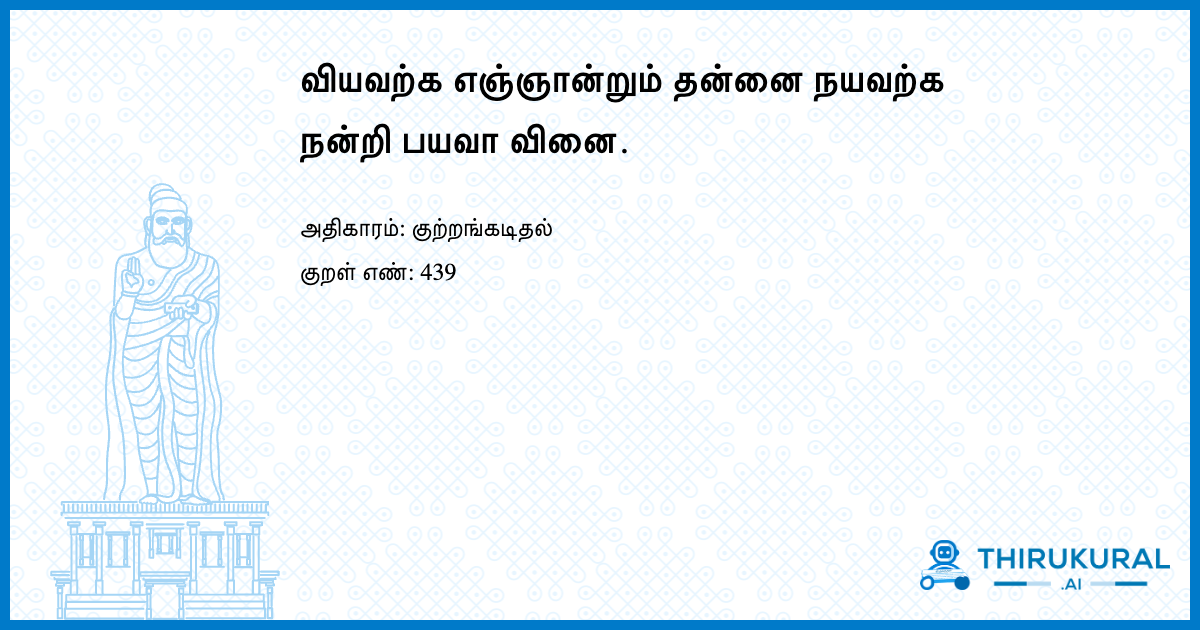 வியவற்க எஞ்ஞான்றும் தன்னை நயவற்க
நன்றி பயவா வினை.
அதிகாரம்: குற்றங்கடிதல்
குறள் எண்: 439
THIRUKURAL
.AI